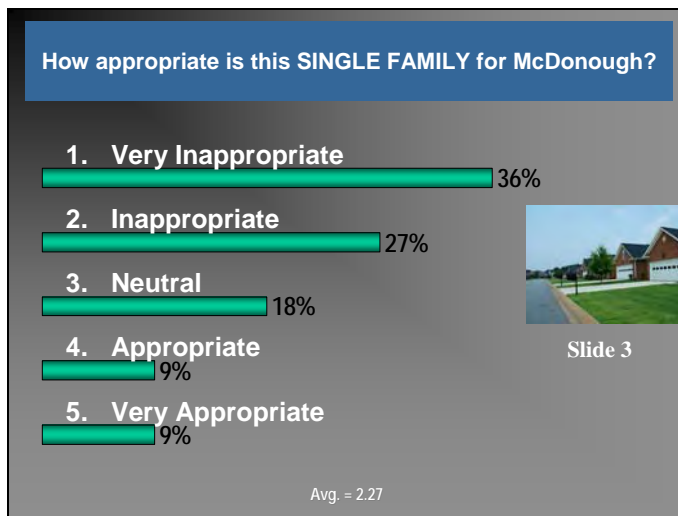 How appropriate is this SINGLE FAMILY for McDonough?
1. Very Inappropriate
36%
2. Inappropriate
27%
3. Neutral
18%
Slide 3
4. Appropriate
9%
5. Very Appropriate
9%
Avg. = 2.27